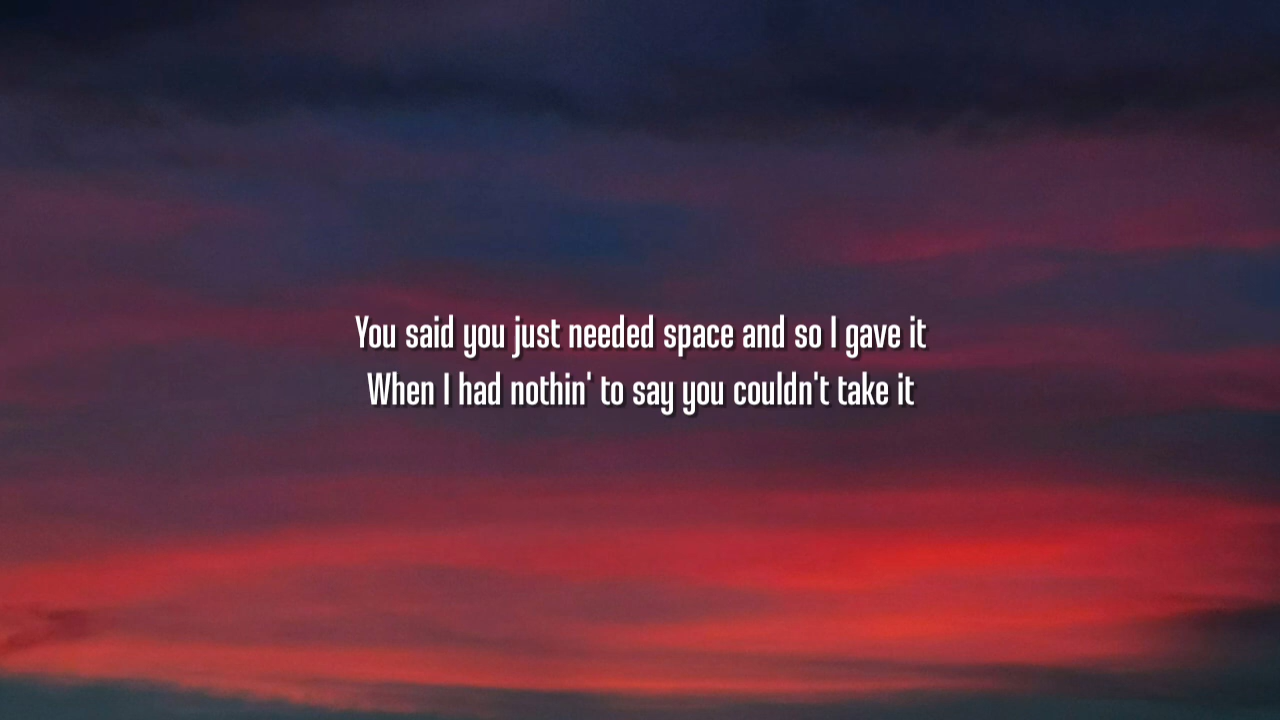 You said you just needed space and so I gave it
When I had nothin' to say you couldn't take it